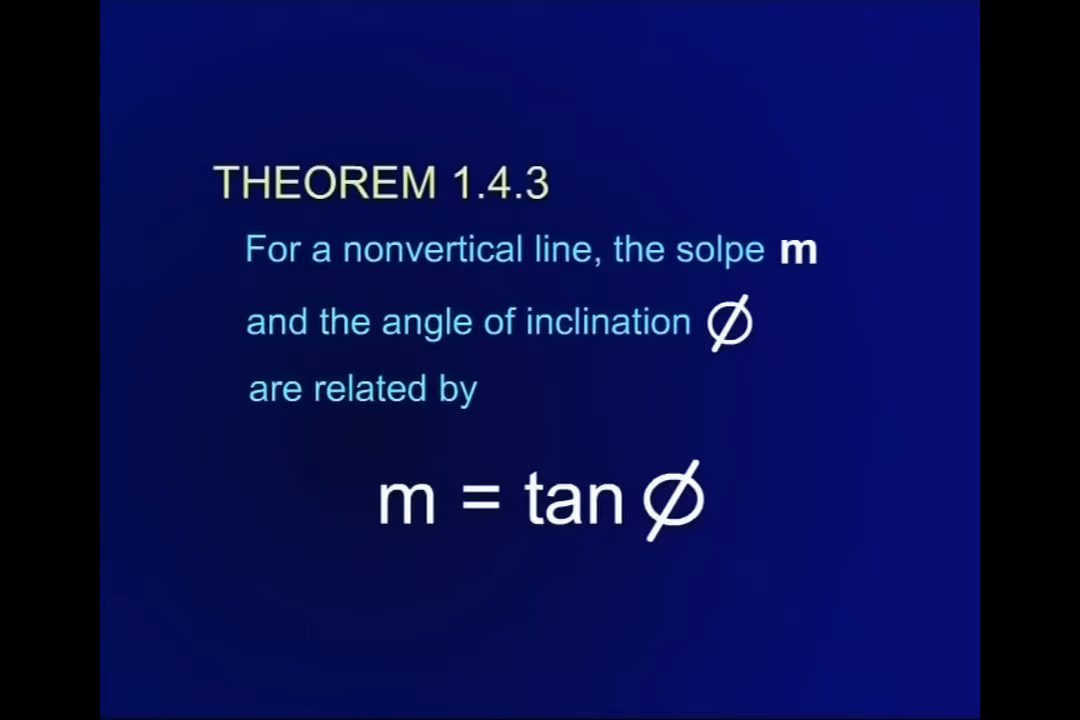 THEOREM 1.4.3
For a nonvertical line, the solpe m
and the angle of inclination ∅
are related by
m = tan ∅